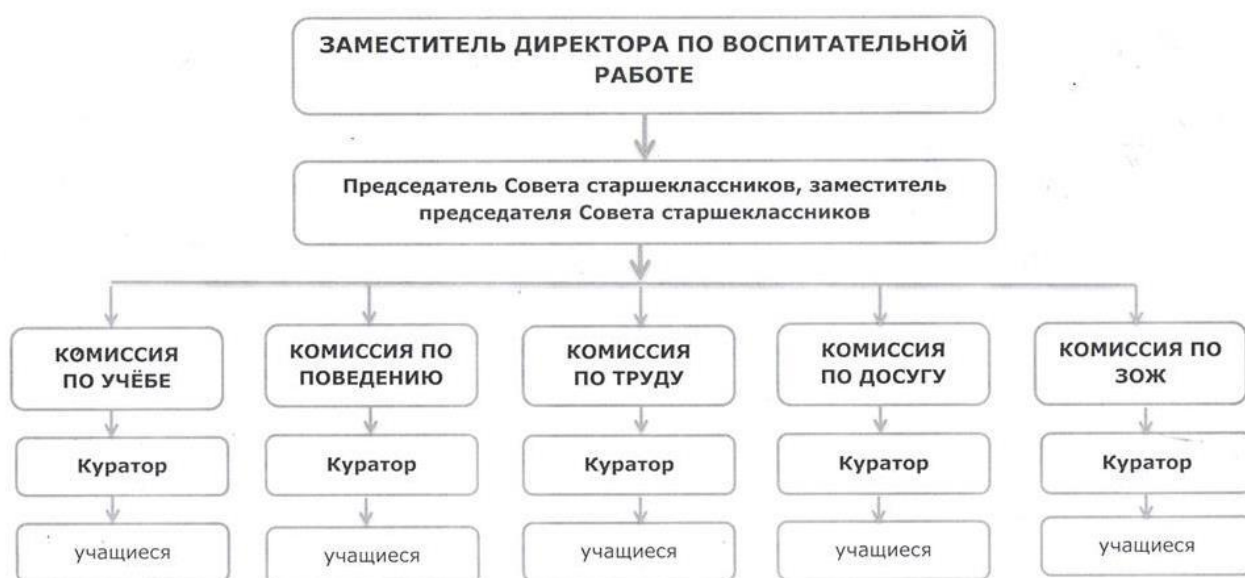 ЗАМЕСТИТЕЛЬ ДИРЕКТОРА ПО ВОСПИТАТЕЛЬНОЙ
РАБОТЕ
Председатель Совета старшеклассников, заместитель
председателя Совета старшеклассников
КОМИССИЯ
ПО УЧЁБЕ
КОМИССИЯ ПО
ПОВЕДЕНИЮ
КОМИССИЯ
ПО ТРУДУ
КОМИССИЯ
ПО ДОСУГУ
КОМИССИЯ ПО
ЗОЖ
Куратор
Куратор
Куратор
Куратор
Куратор
учащиеся
учащиеся
учащиеся
учащиеся
учащиеся